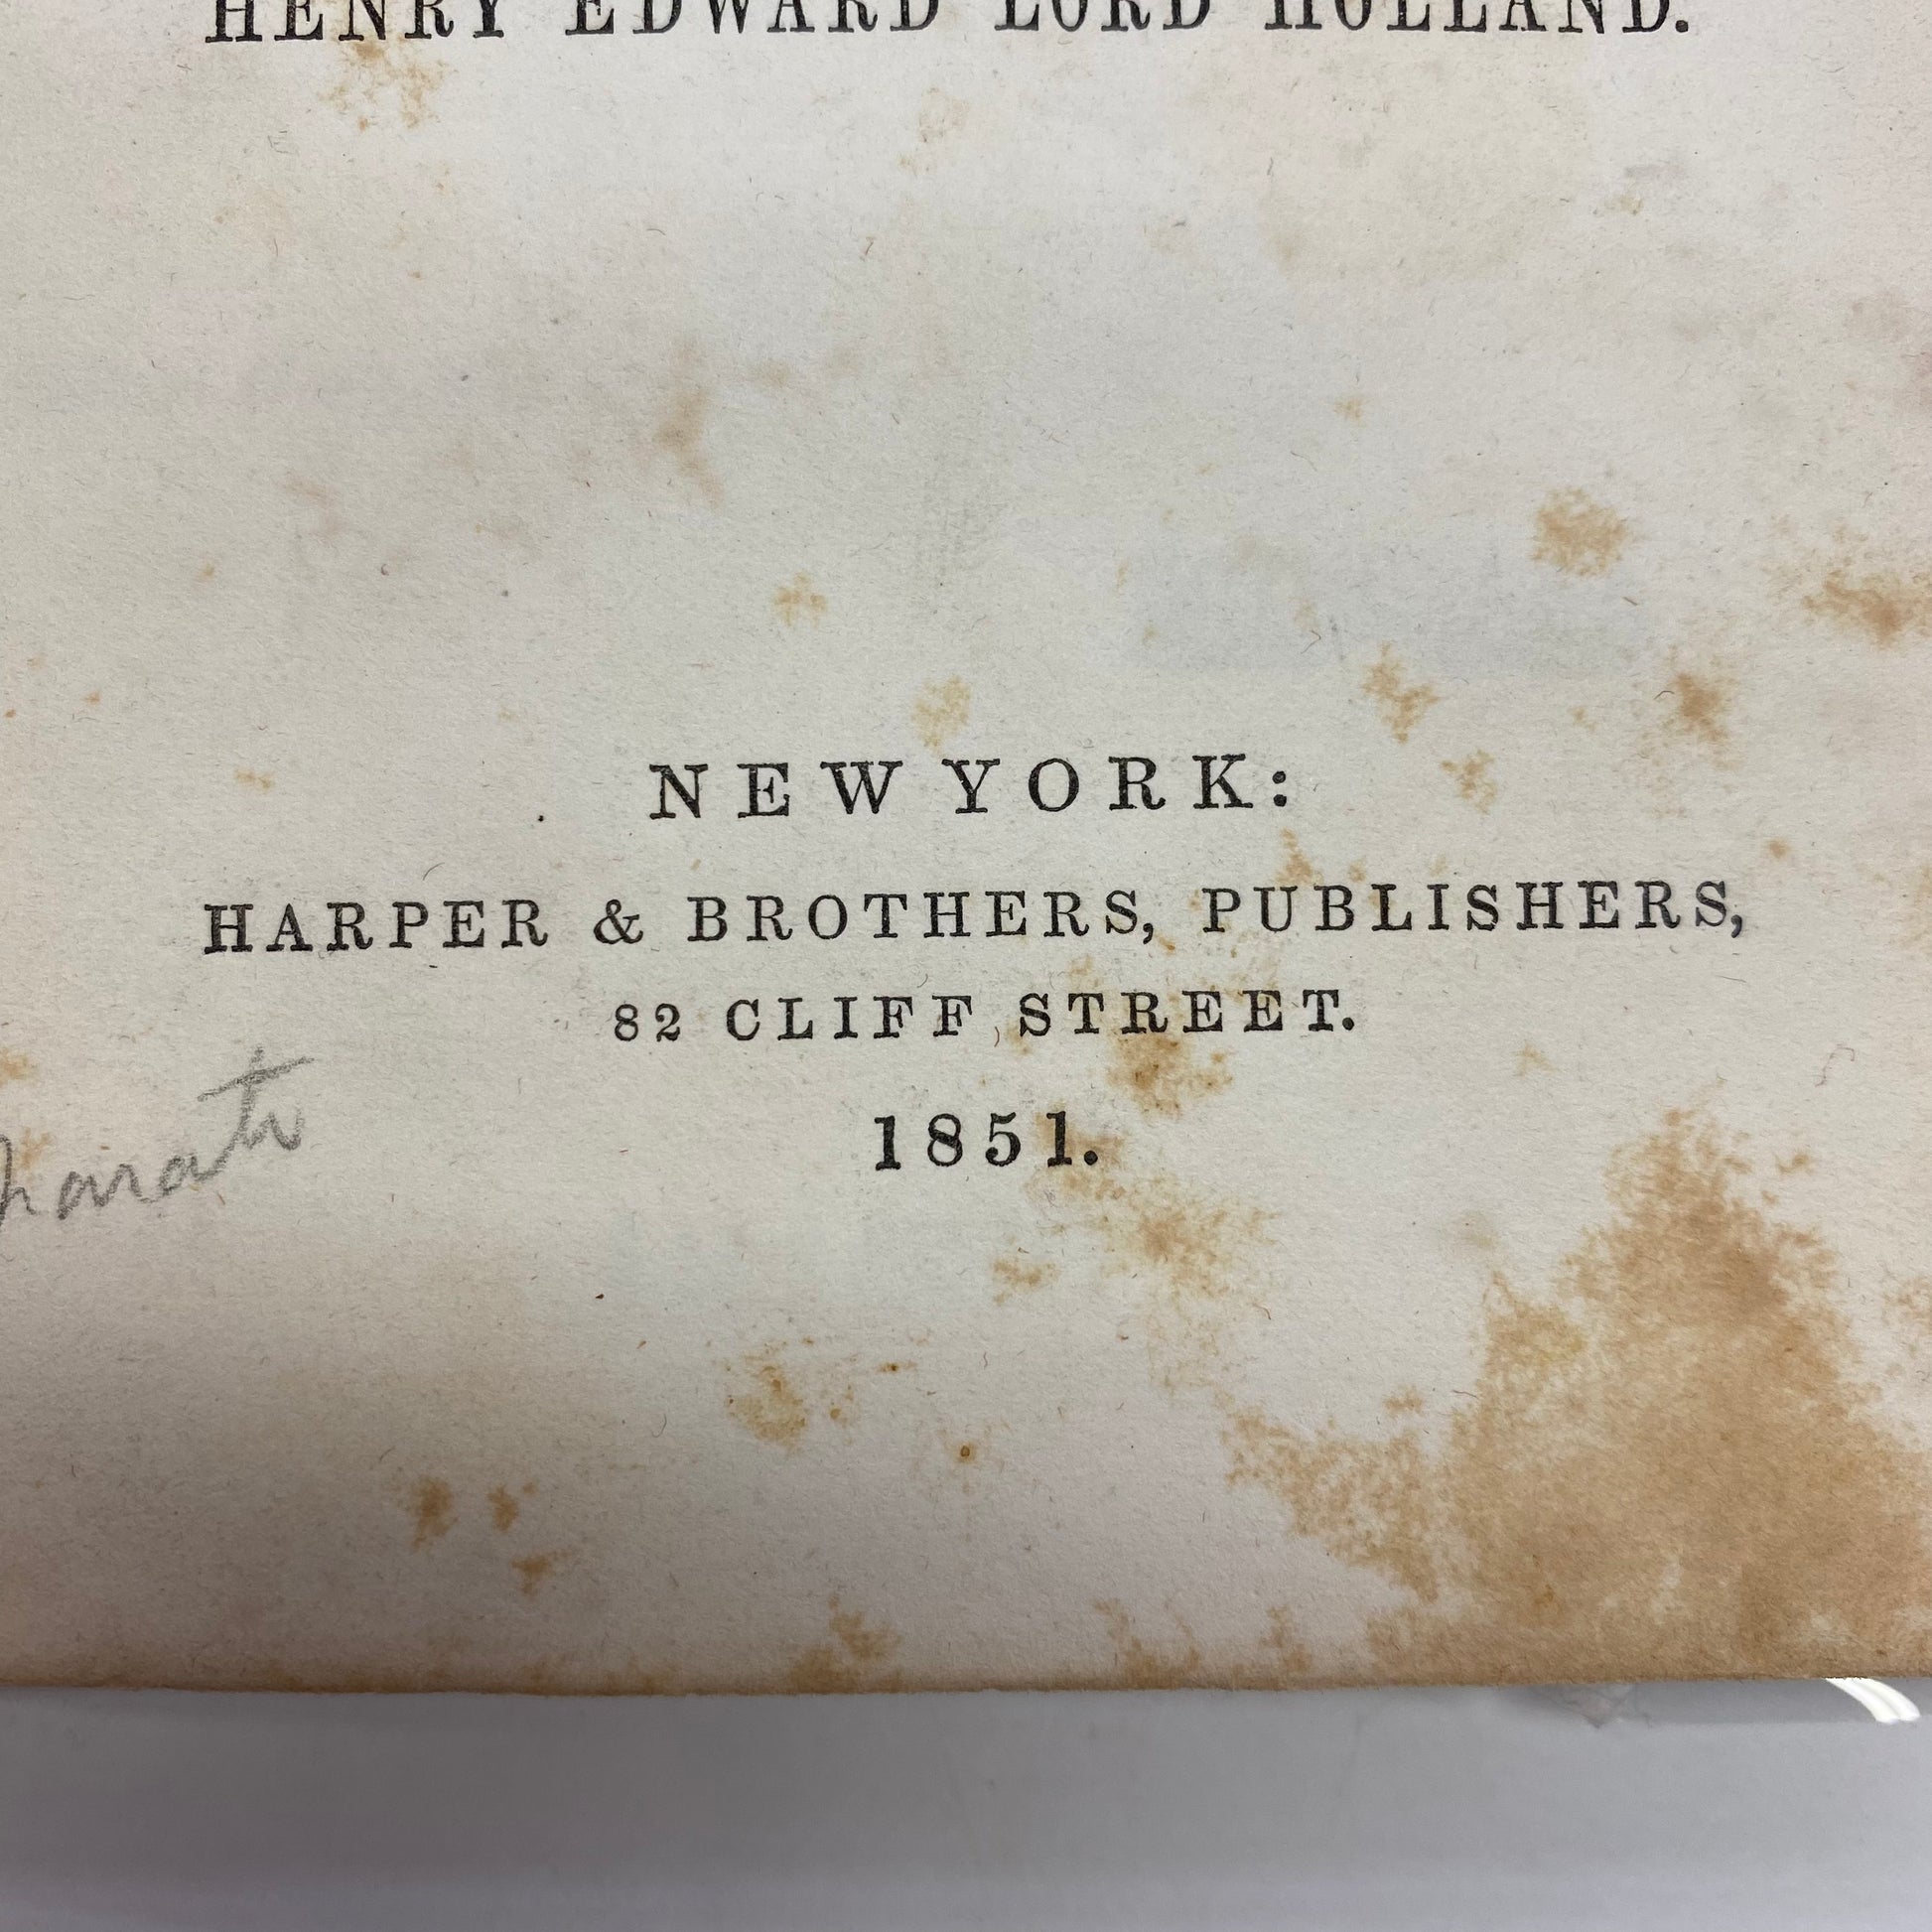 HENRY EDWARD LORD HOLLAND.
NEW YORK:
HARPER & BROTHERS, PUBLISHERS,
82 CLIFF STREET.
1851.